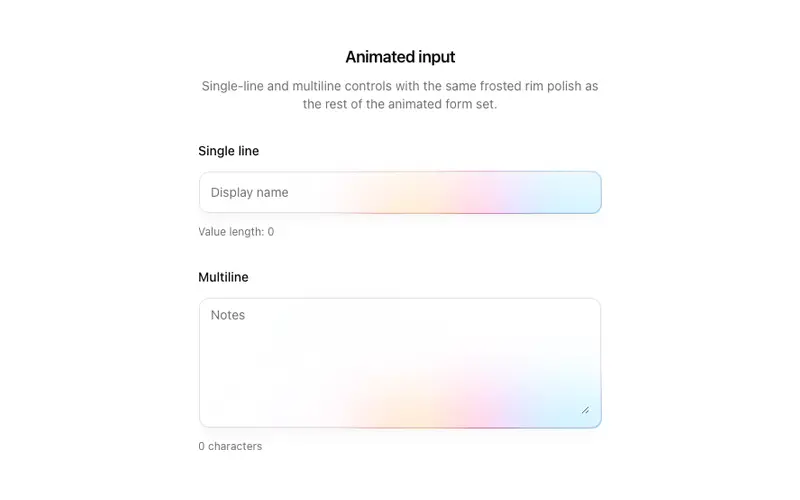 Animated input
Single-line and multiline controls with the same frosted rim polish as
the rest of the animated form set.
Single line
Display name
Value length: 0
Multiline
Notes
0 characters